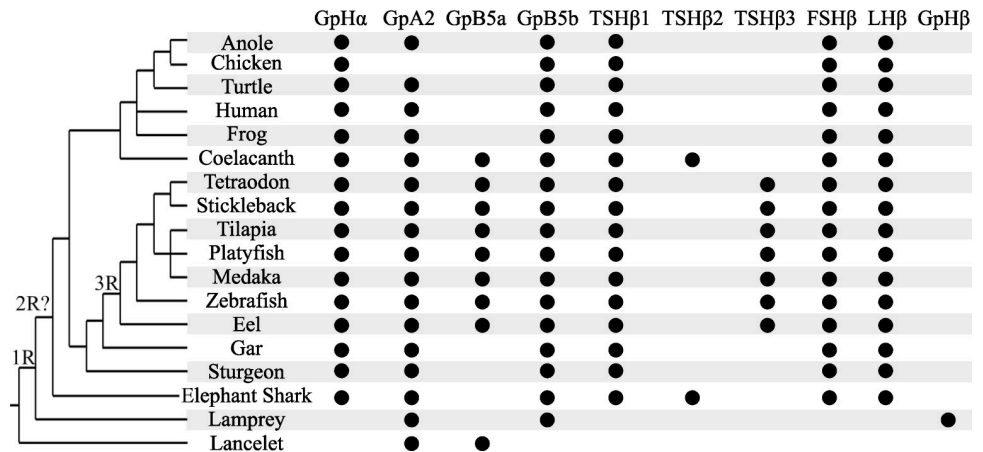 GpHα GpA2 GpB5a GpB5b TSHβ1 TSHβ2 TSHβ3 FSHβ LHβ GpHβ
Anole
Chicken
Turtle
Human
Frog
Coelacanth
Tetraodon
Stickleback
Tilapia
Platyfish
Medaka
3R
Zebrafish
2R?
Eel
Gar
1R
Sturgeon
Elephant Shark
Lamprey
Lancelet